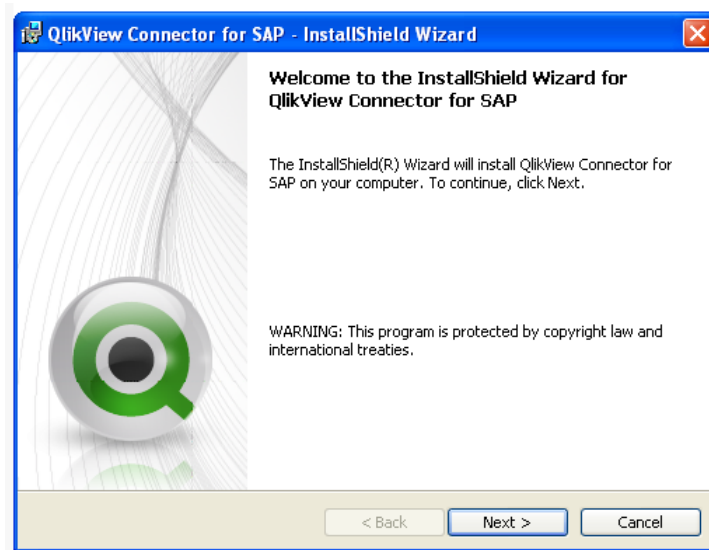 QlikView Connector for SAP - InstallShield Wizard
Welcome to the InstallShield Wizard for
QlikView Connector for SAP
The InstallShield(R) Wizard will install QlikView Connector for
SAP on your computer. To continue, click Next.
WARNING: This program is protected by copyright law and
international treaties.
< Back Next > Cancel